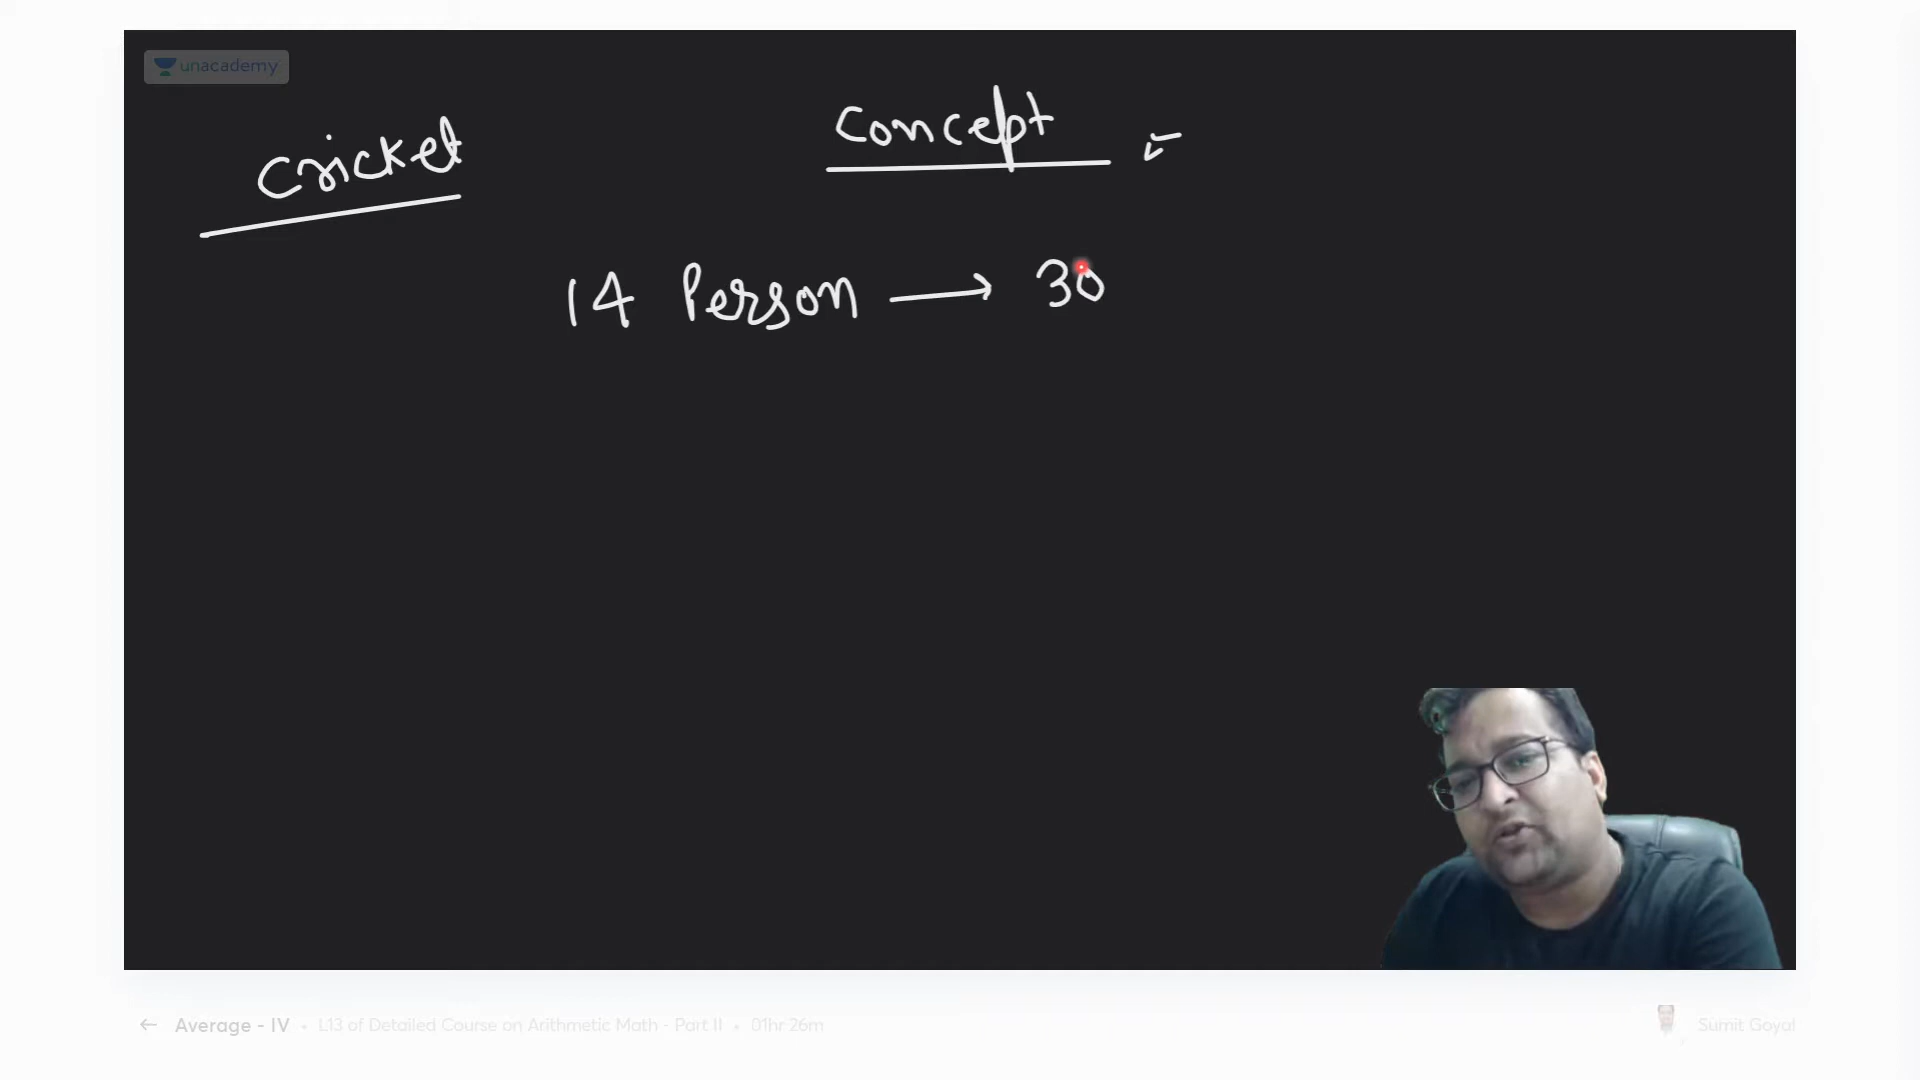 unacademy
Concept
Cricket
14 Person → 30
Average - IV • L13 of Detailed Course on Arithmetic Math - Part II • 01hr 26m
Sumit Goyal